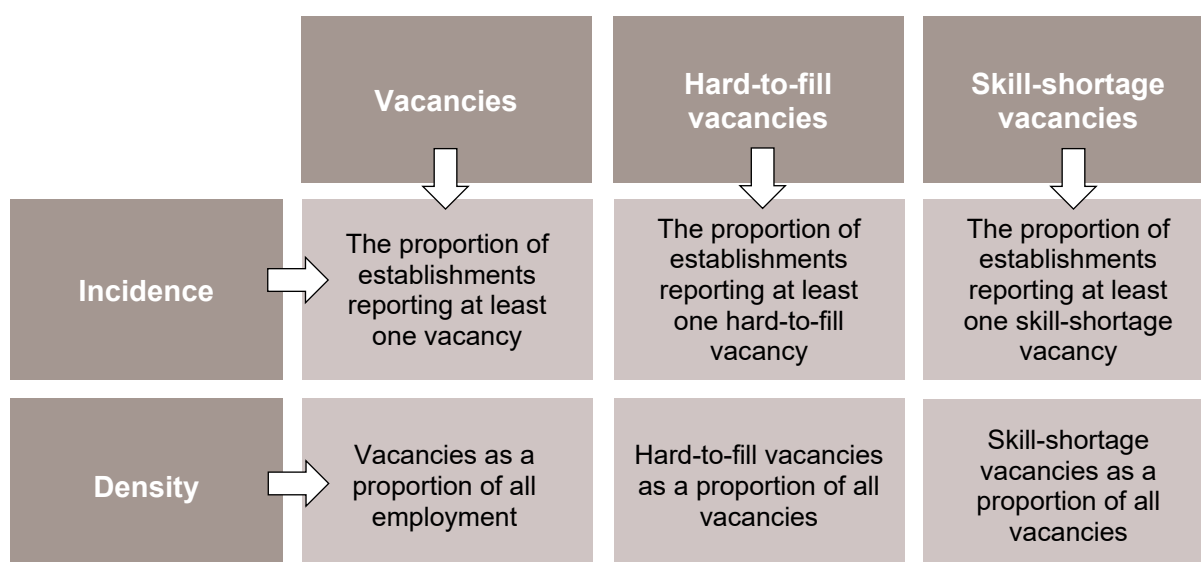 Vacancies
Hard-to-fill
vacancies
Skill-shortage
vacancies
Incidence
The proportion of
establishments
reporting at least
one vacancy
The proportion of
establishments
reporting at least
one hard-to-fill
vacancy
The proportion of
establishments
reporting at least
one skill-shortage
vacancy
Density
Vacancies as a
proportion of all
employment
Hard-to-fill vacancies
as a proportion of all
vacancies
Skill-shortage
vacancies as a
proportion of all
vacancies